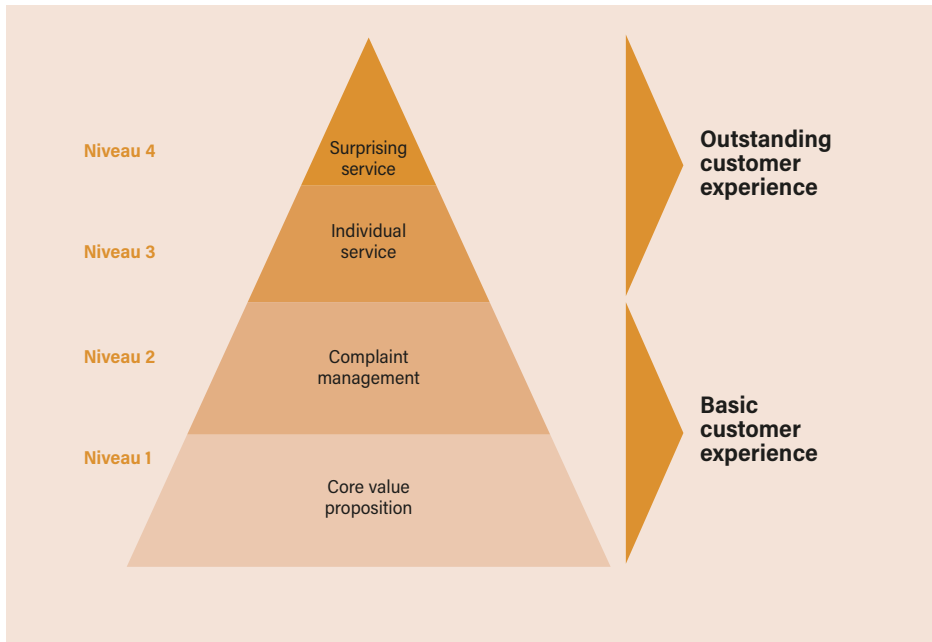 Niveau 4
Surprising
service
Outstanding
customer
experience
Niveau 3
Individual
service
Niveau 2
Complaint
management
Basic
customer
experience
Niveau 1
Core value
proposition